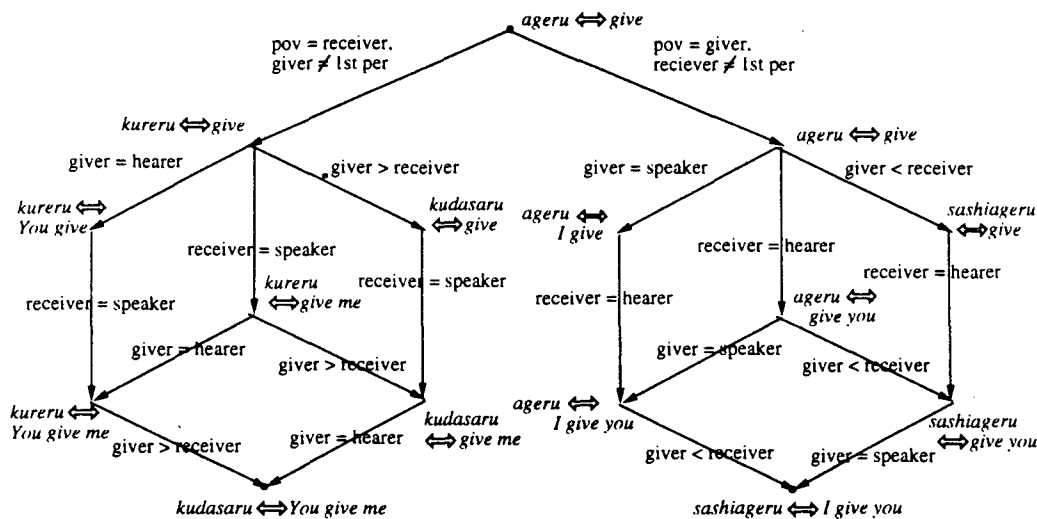 ageru ⇔ give
pov = receiver,
giver ≠ 1st per
pov = giver,
reciever ≠ 1st per
kureru ⇔ give
ageru ⇔ give
giver = hearer
giver > receiver
giver = speaker
giver < receiver
kureru ⇔
You give
kudasaru
⇔ give
ageru ⇔
I give
sashiageru
⇔ give
receiver = speaker
receiver = hearer
receiver = speaker
kureru
⇔ give me
receiver = speaker
receiver = hearer
ageru ⇔
give you
receiver = hearer
giver = hearer
giver > receiver
giver = speaker
giver < receiver
kureru ⇔
You give me
kudasaru
⇔ give me
ageru ⇔
I give you
sashiageru
⇔ give you
giver > receiver
giver = hearer
giver < receiver
giver = speaker
kudasaru ⇔ You give me
sashiageru ⇔ I give you